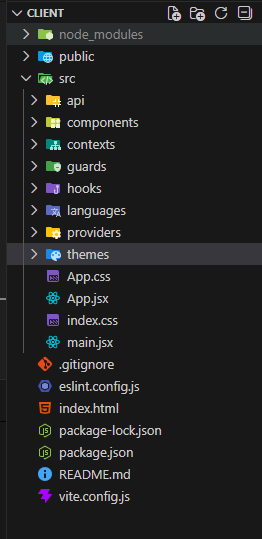 CLIENT
node_modules
public
src
api
components
contexts
guards
hooks
languages
providers
themes
App.css
App.jsx
index.css
main.jsx
.gitignore
eslint.config.js
index.html
package-lock.json
package.json
README.md
vite.config.js